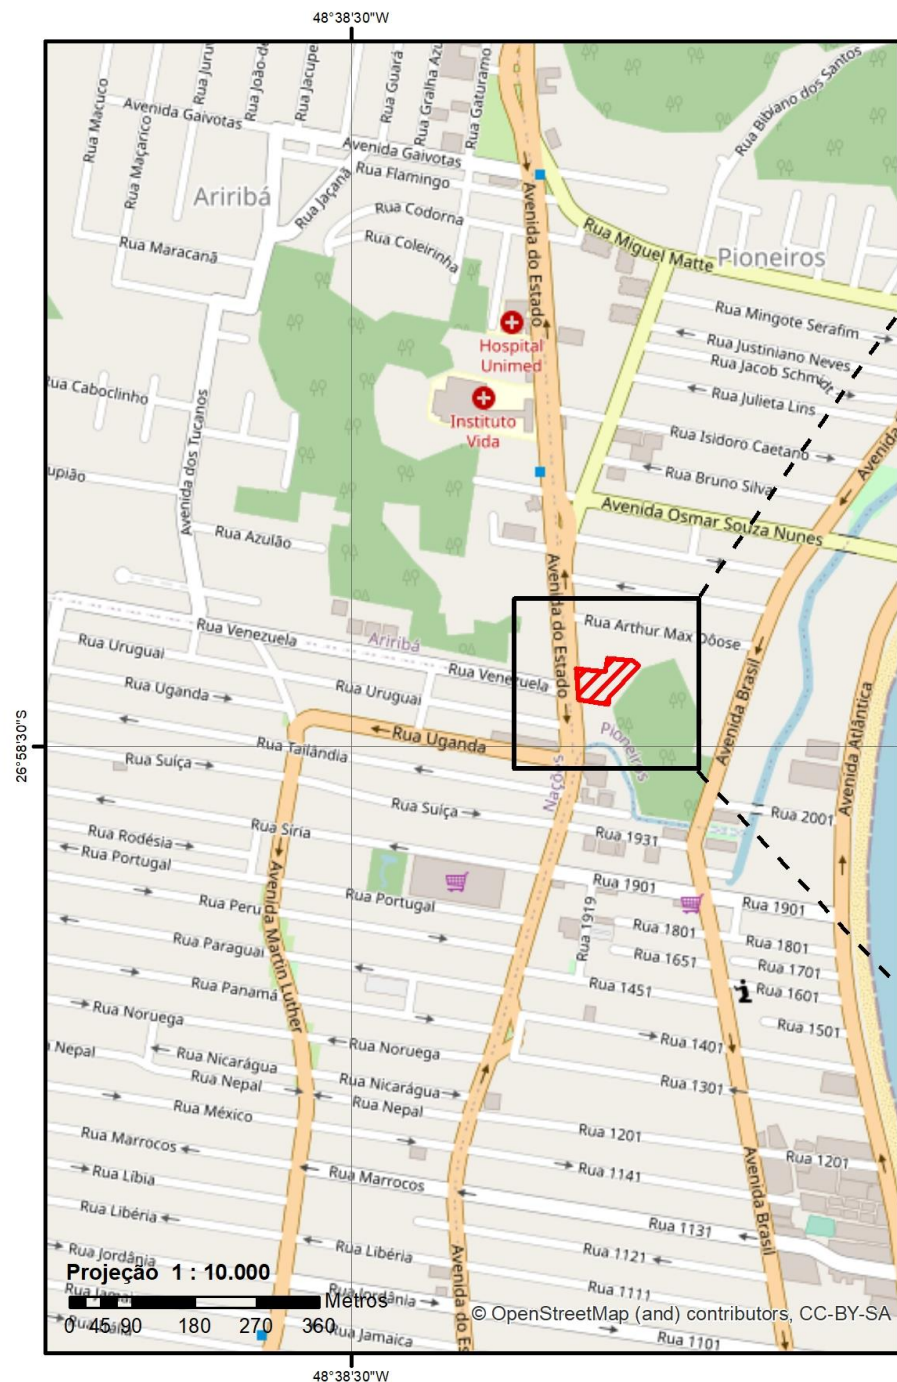 48°38'30"W
Rua Macuco
Avenida Gaivotas
Rua Maçarico
Rua Juru
Rua João-de
Rua Jacupe
Rua Guará
Rua Gralha Azu
Rua Gaturamo
Avenida Gaivotas
Rua Flamingo
Rua Bibiano dos Santos
Ariribá
Rua Jaçanã
Rua Codorna
Rua Coleirinha
Avenida do Estado
Rua Miguel Matte
Pioneiros
Rua Maracanã
Rua Mingote Serafim
Hospital
Unimed
Rua Justiniano Neves
Rua Jacob Schmidt
Rua Caboclinho
Rua Julieta Lins
Instituto
Vida
Rua Isidoro Caetano
Avenida
upião
Avenida dos Tucanos
Rua Bruno Silva
Rua Azulão
Avenida Osmar Souza Nunes
Avenida do Estado
Rua Venezuela
Ariribá
Rua Arthur Max Döose
Rua Uruguai
Rua Venezuela
Rua Uganda
Rua Uruguai
Avenida Brasil
Avenida Atlântica
26°58'30"S
Rua Uganda
Pioneiros
Rua Tailândia
Rua Suíça
Nações
Rua Suíça
Rua 2001
Rua Síria
Rua Rodésia
Rua 1931
Rua Portugal
Rua 1901
Rua Portugal
Rua 1901
Rua Peru
Avenida Martin Luther
Rua 1919
Rua 1801
Rua 1801
Rua Paraguai
Rua 1651
Rua 1701
Rua Panamá
Rua 1451
Rua 1601
Rua Noruega
Rua 1501
Rua Noruega
Rua 1401
Nepal
Rua Nicarágua
Rua Nepal
Rua Nicarágua
Rua 1301
Rua Nepal
Rua México
Rua 1201
Rua Marrocos
Rua 1201
Rua Líbia
Rua Marrocos
Rua 1141
Avenida Brasil
Rua Libéria
Rua 1131
Rua Libéria
Rua 1121
Rua Jordânia
Avenida do Es
Projeção 1 : 10.000
Rua Jordânia
Rua 1111
Metros
0 45 90 180 270 360
© OpenStreetMap (and) contributors, CC-BY-SA
Rua Jamaica
Rua 1101
48°38'30"W